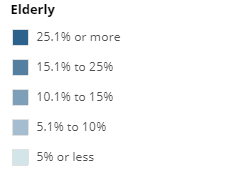 Elderly
25.1% or more
15.1% to 25%
10.1% to 15%
5.1% to 10%
5% or less